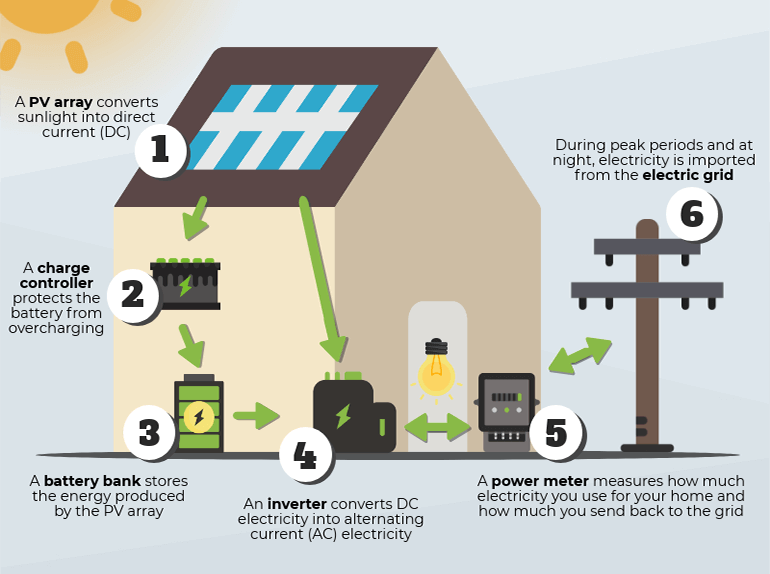 A PV array converts
sunlight into direct
current (DC)
1
A charge
controller
protects the
battery from
overcharging
2
3
A battery bank stores
the energy produced
by the PV array
4
An inverter converts DC
electricity into alternating
current (AC) electricity
5
A power meter measures how much
electricity you use for your home and
how much you send back to the grid
During peak periods and at
night, electricity is imported
from the electric grid
6